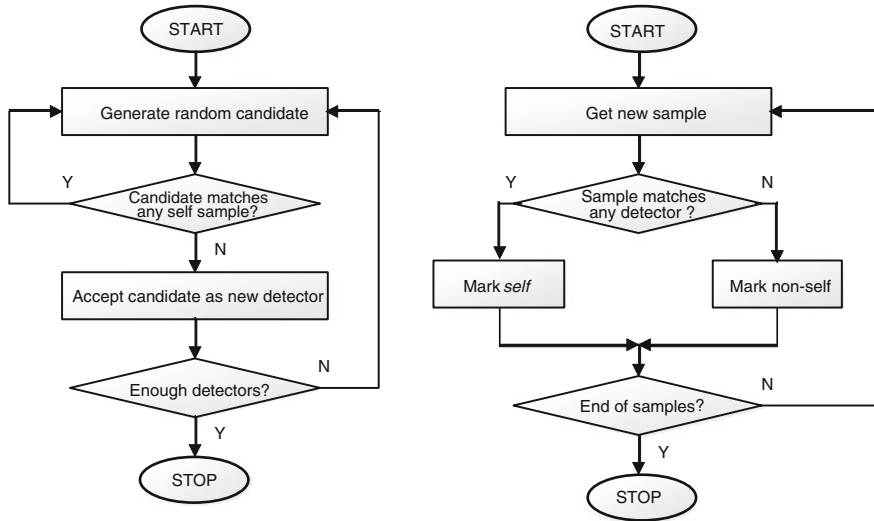 START
Generate random candidate
Y
Candidate matches
any self sample?
N
Accept candidate as new detector
N
Enough detectors?
Y
STOP
START
Get new sample
Y
Sample matches
any detector ?
N
Mark self
Mark non-self
N
End of samples?
Y
STOP